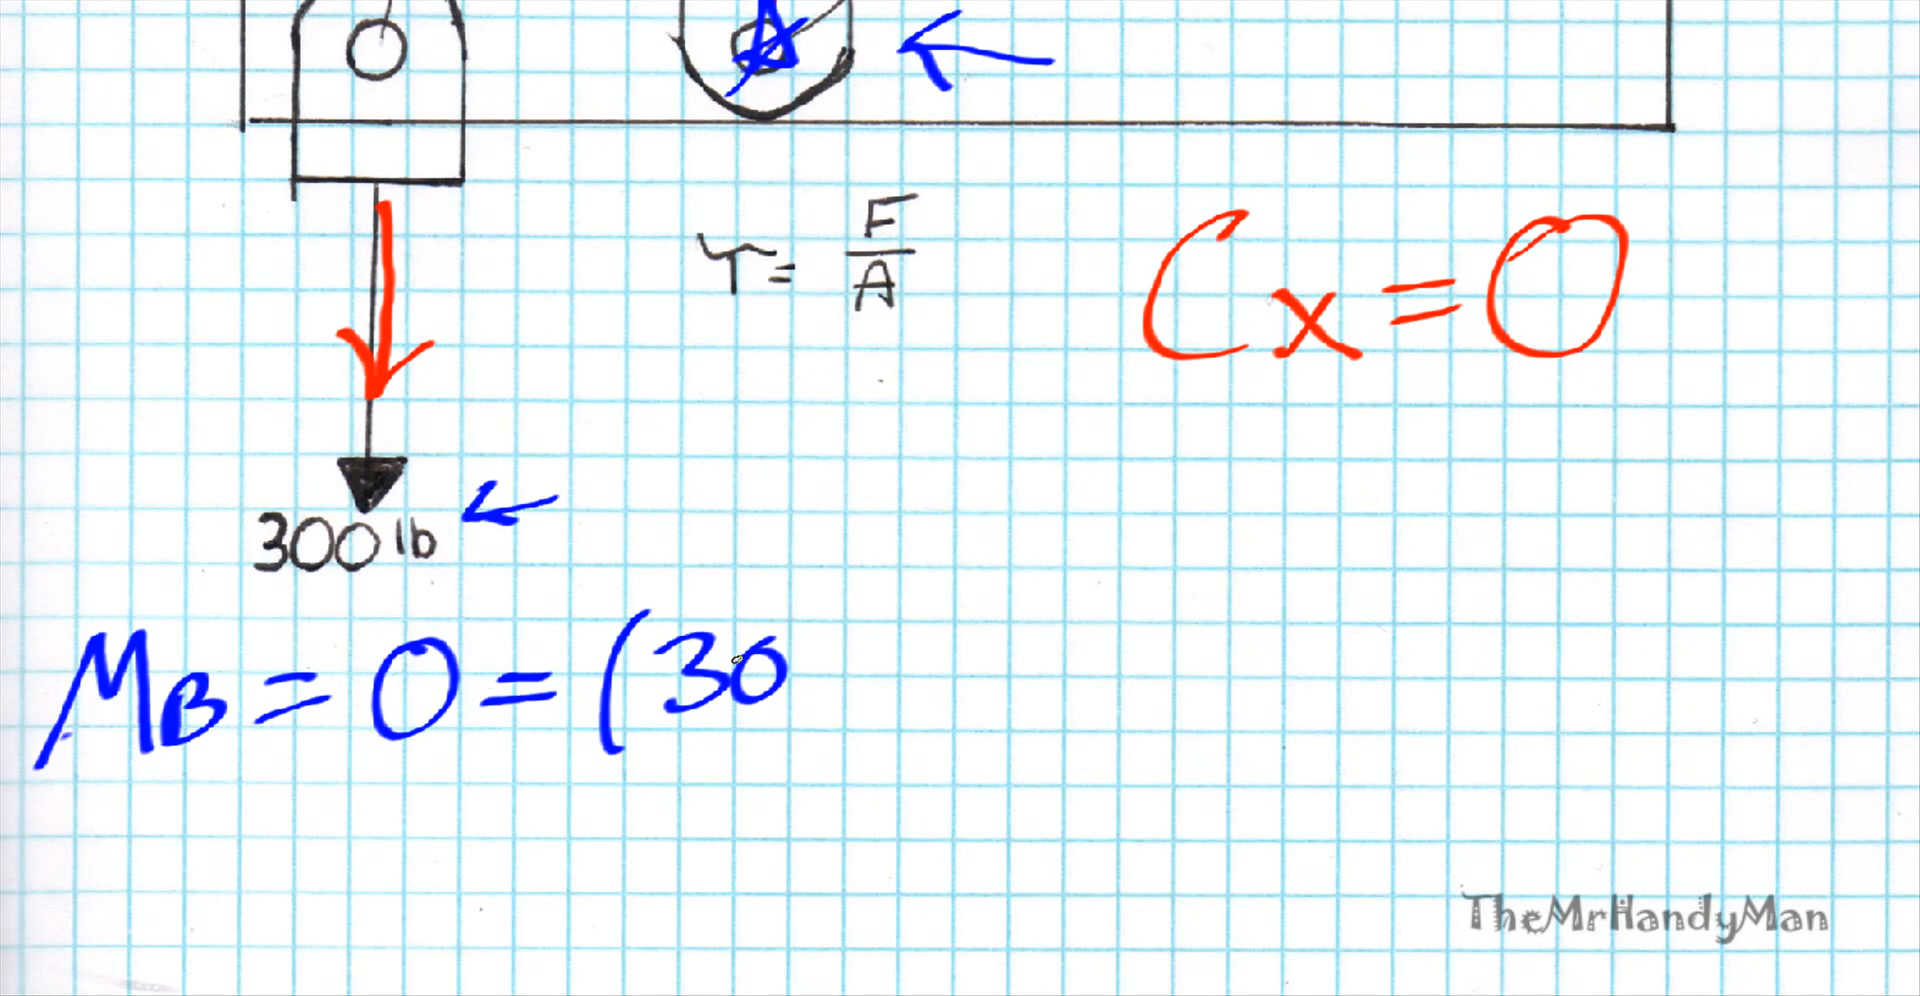 A
τ = F/A
Cx = 0
300 lb
MB = 0 = (30
TheMrHandyMan